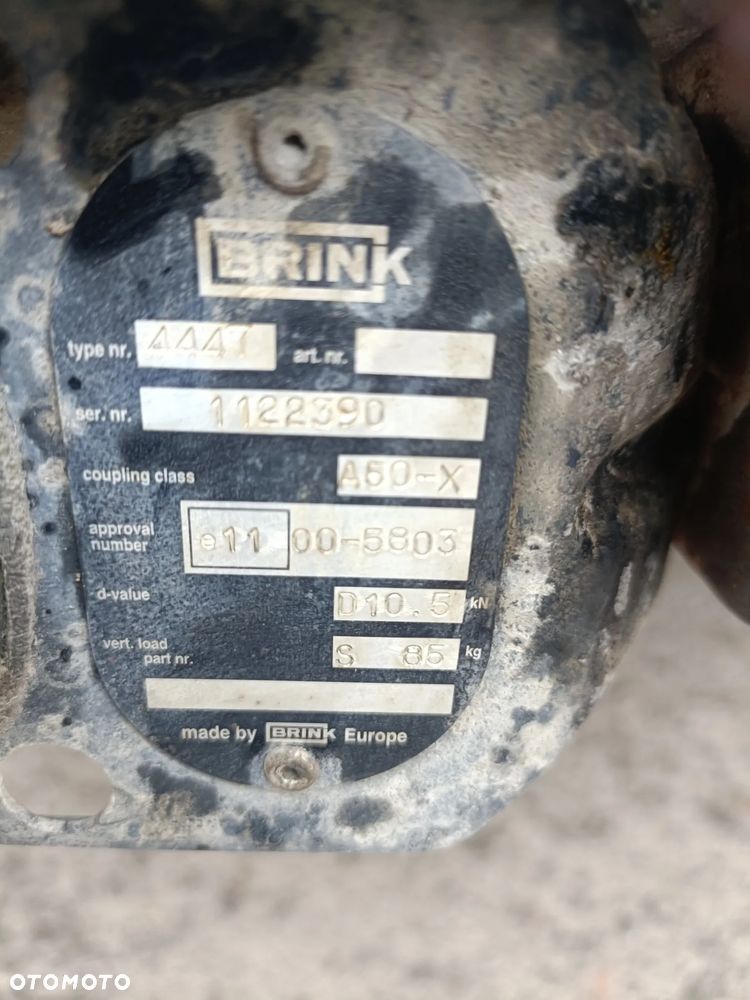 BRINK
type nr. 4447 art. nr.
ser. nr. 1122390
coupling class A50-X
approval number e11 00-5803
d-value D10.5 kN
vert. load S 85 kg
part nr.
made by BRINK Europe
OTOMOTO